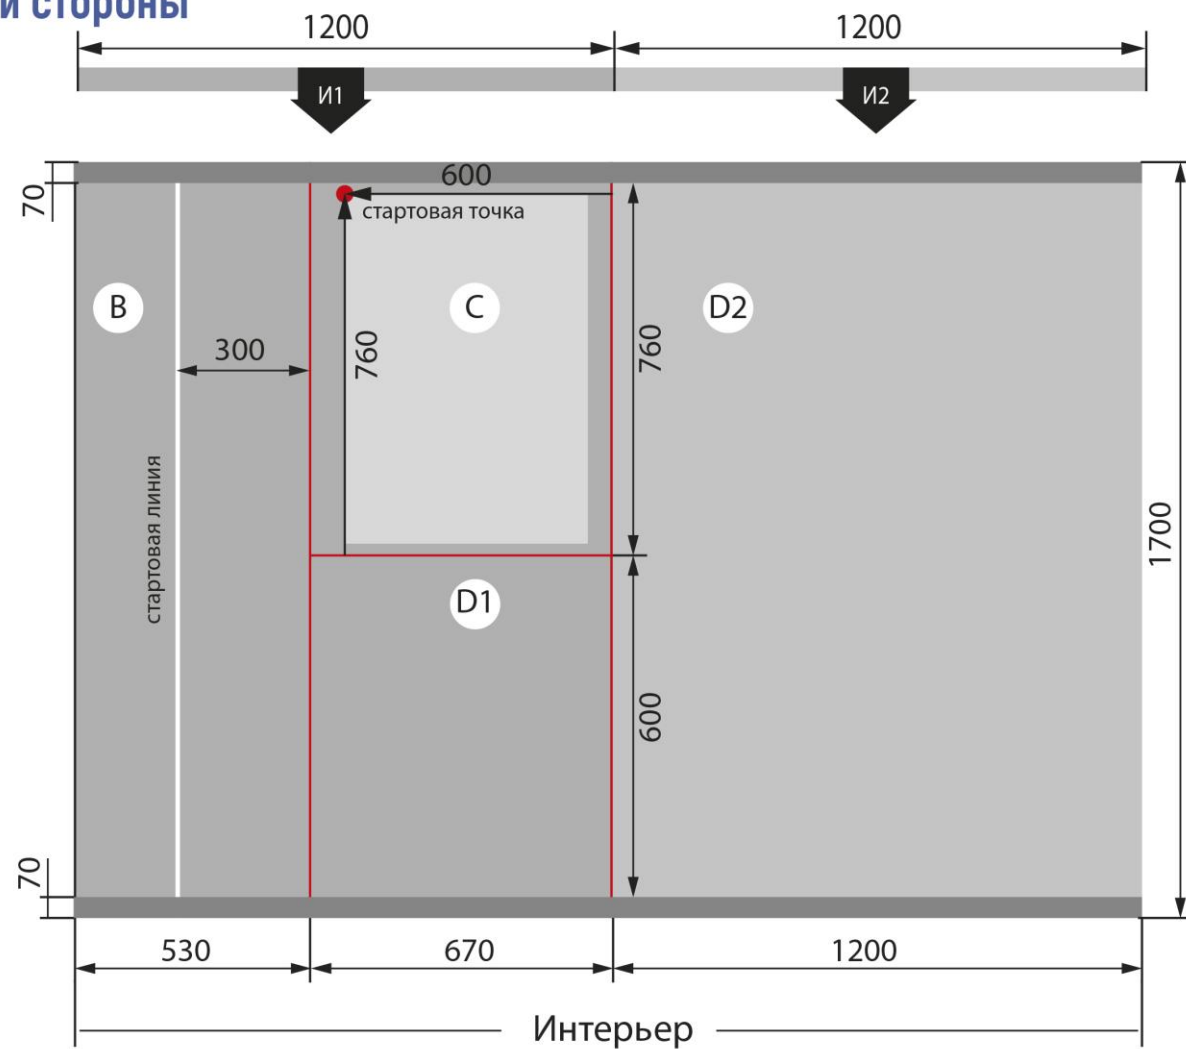 и стороны
1200 1200
И1 И2
70
600
стартовая точка
B C D2
300
760
760
стартовая линия
1700
D1
600
70
530 670 1200
Интерьер